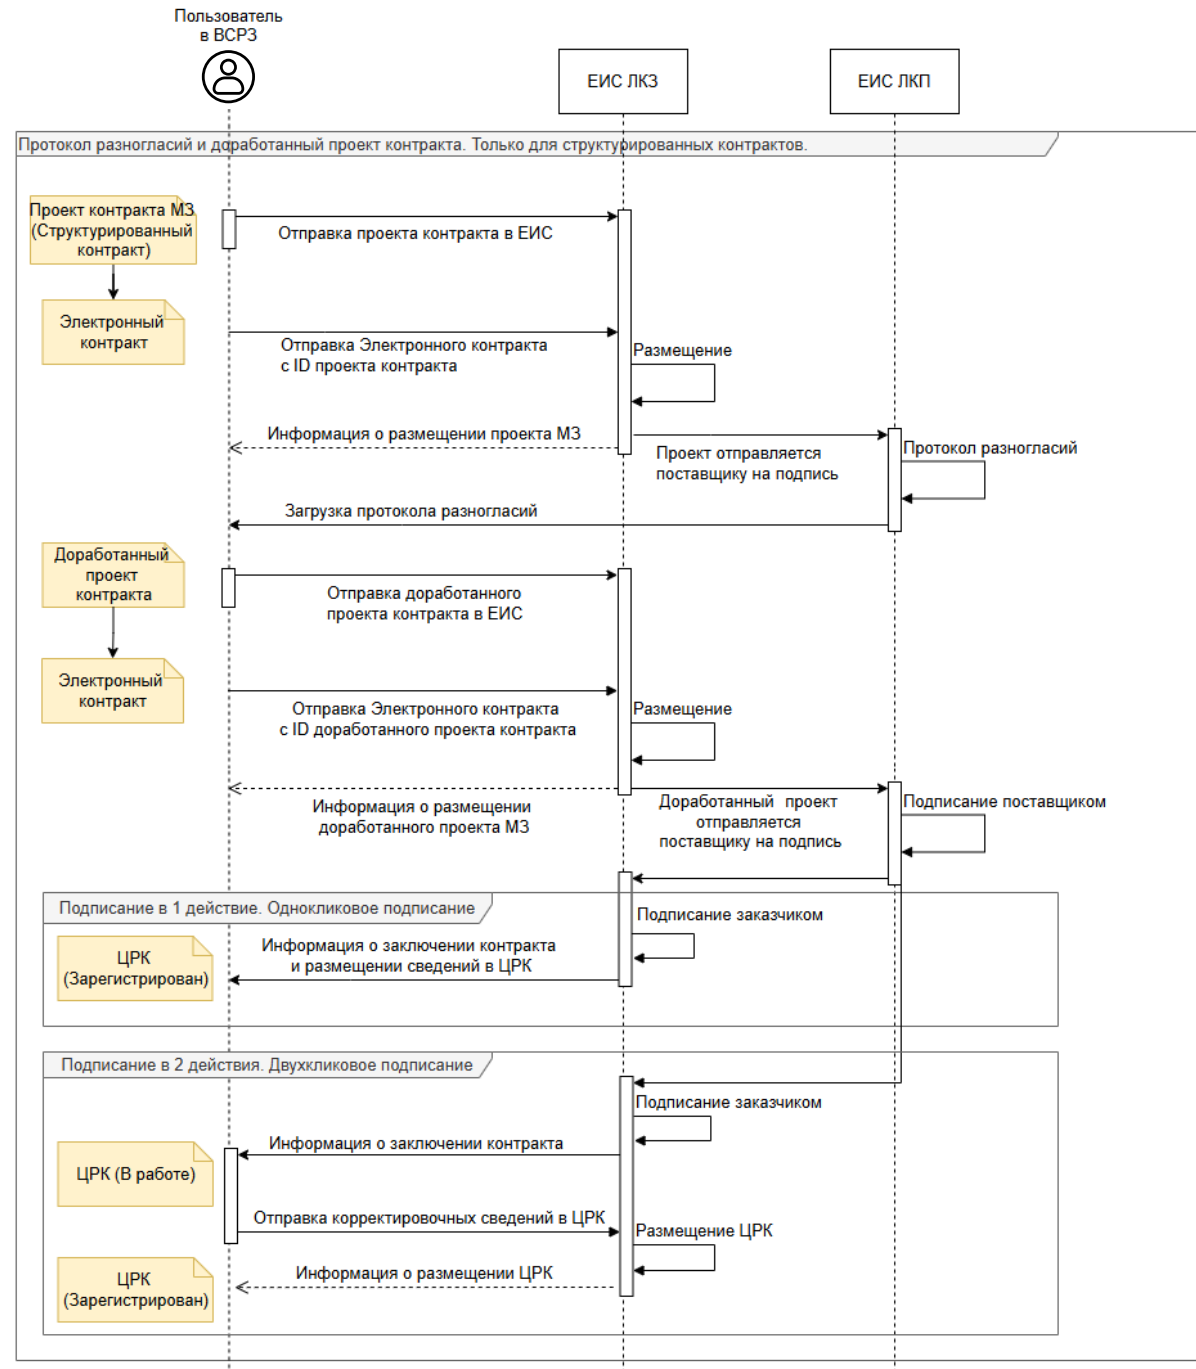 Пользователь
в ВСРЗ
ЕИС ЛКЗ
ЕИС ЛКП
Протокол разногласий и доработанный проект контракта. Только для структурированных контрактов.
Проект контракта МЗ
(Структурированный
контракт)
Отправка проекта контракта в ЕИС
Электронный
контракт
Отправка Электронного контракта
с ID проекта контракта
Размещение
Информация о размещении проекта МЗ
Проект отправляется
поставщику на подпись
Протокол разногласий
Загрузка протокола разногласий
Доработанный
проект
контракта
Отправка доработанного
проекта контракта в ЕИС
Электронный
контракт
Отправка Электронного контракта
с ID доработанного проекта контракта
Размещение
Информация о размещении
доработанного проекта МЗ
Доработанный проект
отправляется
поставщику на подпись
Подписание поставщиком
Подписание в 1 действие. Однокликовое подписание
Подписание заказчиком
ЦРК
(Зарегистрирован)
Информация о заключении контракта
и размещении сведений в ЦРК
Подписание в 2 действия. Двухкликовое подписание
Подписание заказчиком
Информация о заключении контракта
ЦРК (В работе)
Отправка корректировочных сведений в ЦРК
Размещение ЦРК
ЦРК
(Зарегистрирован)
Информация о размещении ЦРК